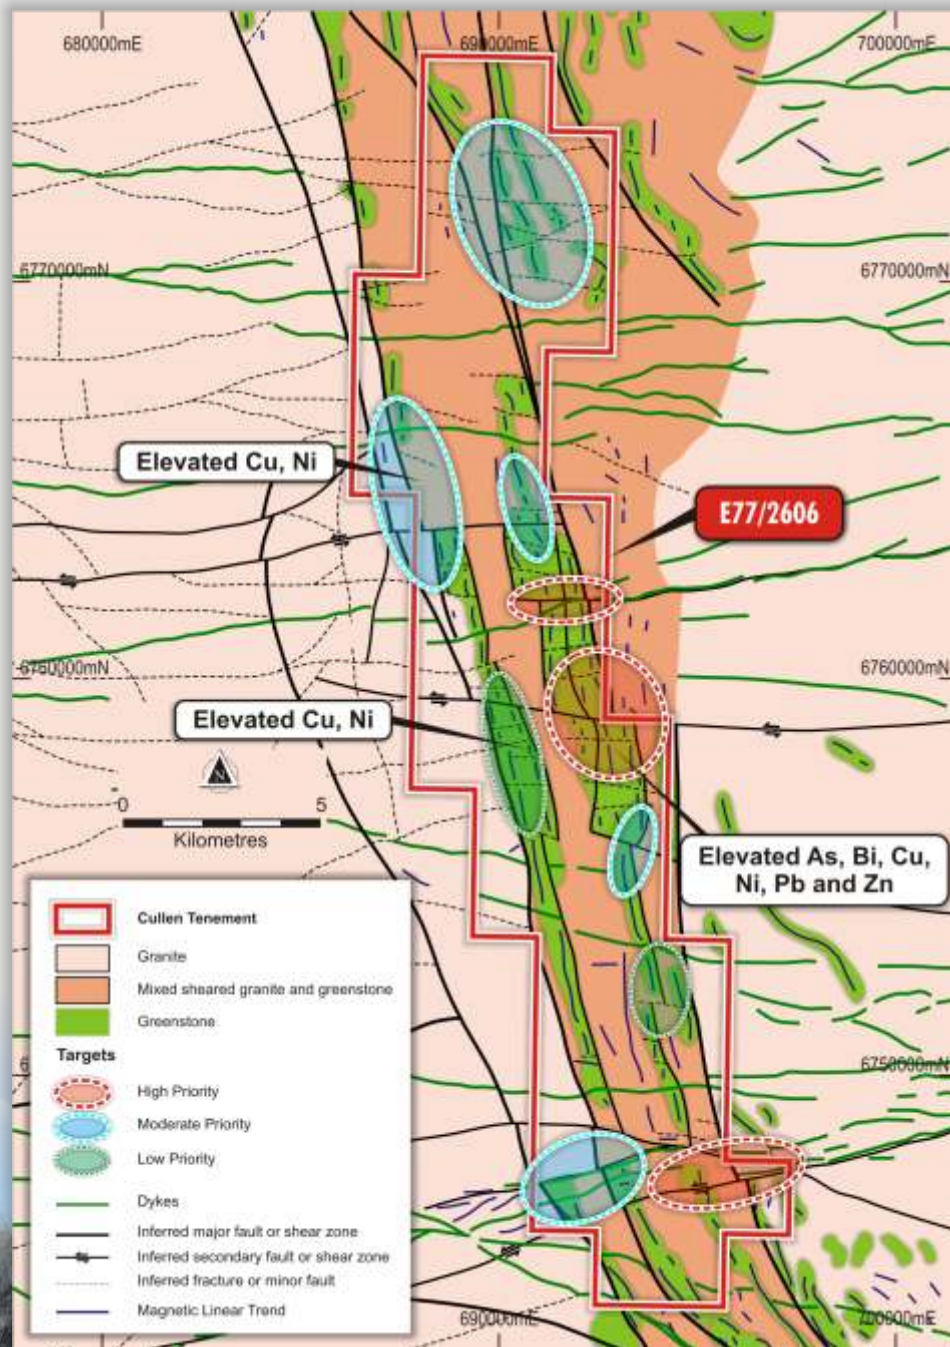 680000mE
690000mE
700000mE
6770000mN
6770000mN
Elevated Cu, Ni
E77/2606
6760000mN
6760000mN
Elevated Cu, Ni
N
0
5
Kilometres
Elevated As, Bi, Cu,
Ni, Pb and Zn
Cullen Tenement
Granite
Mixed sheared granite and greenstone
Greenstone
Targets
High Priority
Moderate Priority
Low Priority
Dykes
Inferred major fault or shear zone
Inferred secondary fault or shear zone
Inferred fracture or minor fault
Magnetic Linear Trend
6750000mN
690000mE
700000mE